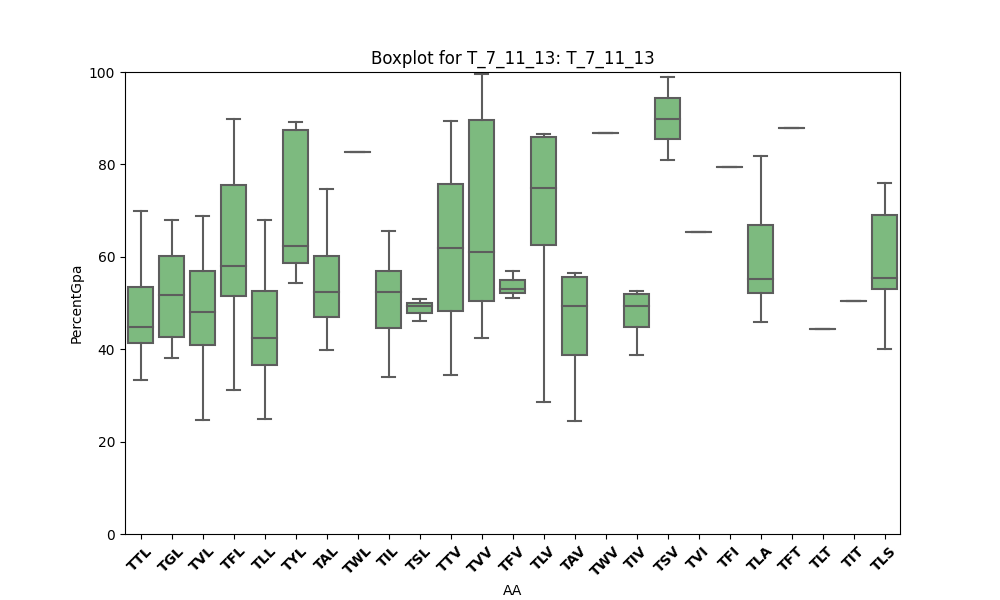 Boxplot for T_7_11_13: T_7_11_13
100
80
60
40
20
0
PercentGpa
TTL TGL TVL TFL TLL TYL TAL TWL TIL TSL TTV TVV TFV TLV TAV TWV TIV TSV TVI TFI TLA TFT TLT TIT TLS
AA